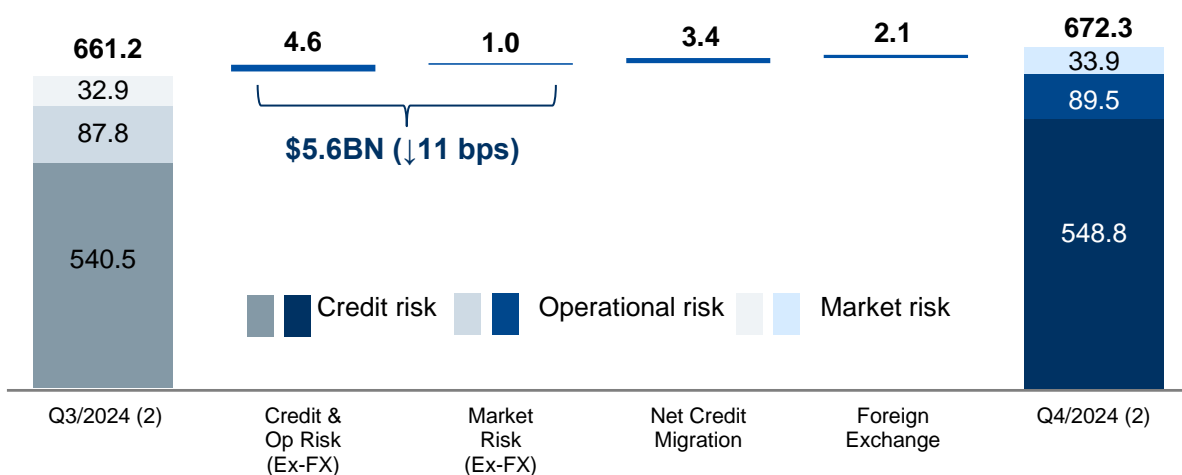 661.2
4.6
1.0
3.4
2.1
672.3
32.9
87.8
540.5
$5.6BN (↓11 bps)
33.9
89.5
548.8
Credit risk
Operational risk
Market risk
Q3/2024 (2)
Credit &
Op Risk
(Ex-FX)
Market
Risk
(Ex-FX)
Net Credit
Migration
Foreign
Exchange
Q4/2024 (2)